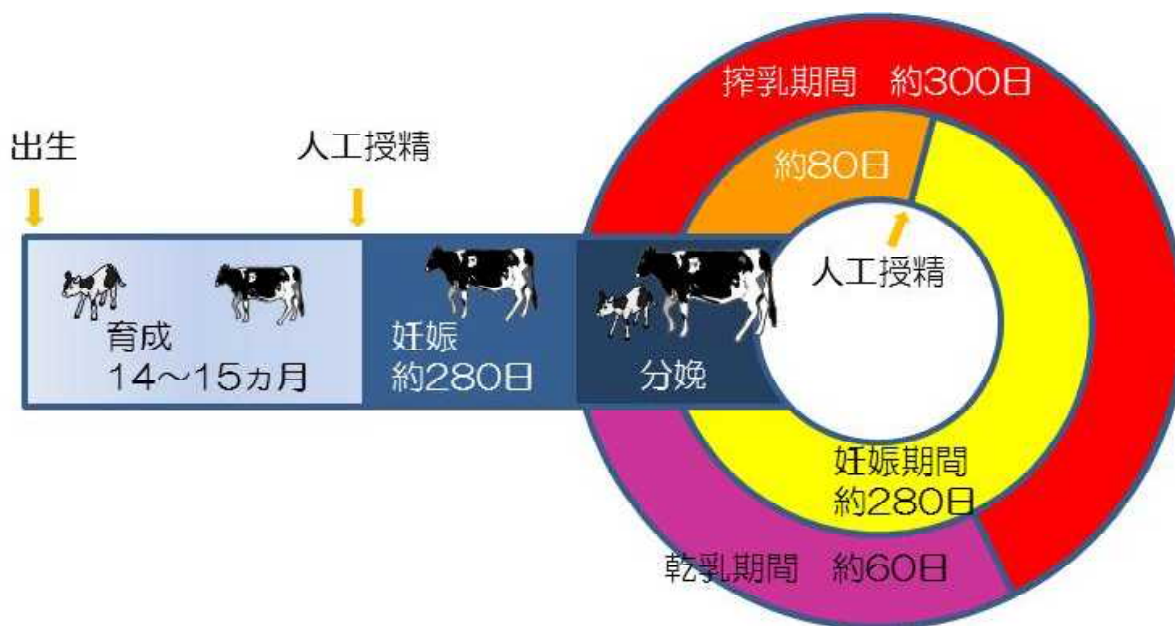 出生
人工授精
育成
14～15ヵ月
妊娠
約280日
分娩
搾乳期間　約300日
約80日
人工授精
妊娠期間
約280日
乾乳期間　約60日